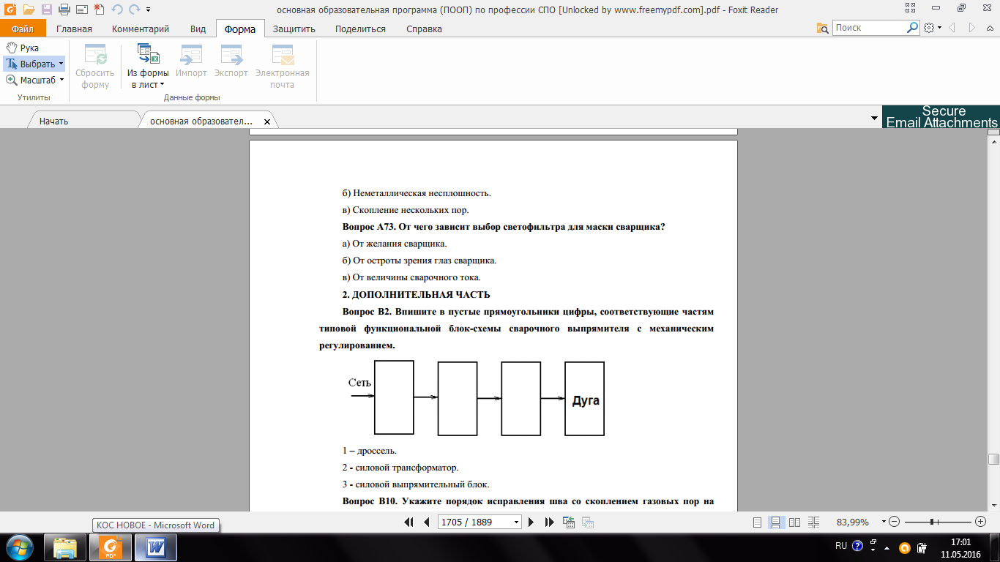 основная образовательная программа (ПООП) по профессии СПО [Unlocked by www.freemypdf.com].pdf - Foxit Reader
Файл Главная Комментарий Вид Форма Защитить Поделиться Справка Поиск
Рука
Выбрать
Масштаб
Утилиты
Сбросить форму
Из формы в лист
Импорт
Экспорт
Электронная почта
Данные формы
Начать
основная образовател...
Secure
Email Attachments
б) Неметаллическая несплошность.
в) Скопление нескольких пор.
Вопрос А73. От чего зависит выбор светофильтра для маски сварщика?
а) От желания сварщика.
б) От остроты зрения глаз сварщика.
в) От величины сварочного тока.
2. ДОПОЛНИТЕЛЬНАЯ ЧАСТЬ
Вопрос В2. Впишите в пустые прямоугольники цифры, соответствующие частям
типовой функциональной блок-схемы сварочного выпрямителя с механическим
регулированием.
Сеть
Дуга
1 – дроссель.
2 - силовой трансформатор.
3 - силовой выпрямительный блок.
Вопрос В10. Укажите порядок исправления шва со скоплением газовых пор на
КОС НОВОЕ - Microsoft Word
1705 / 1889
83,99%
PDF
RU
17:01
11.05.2016